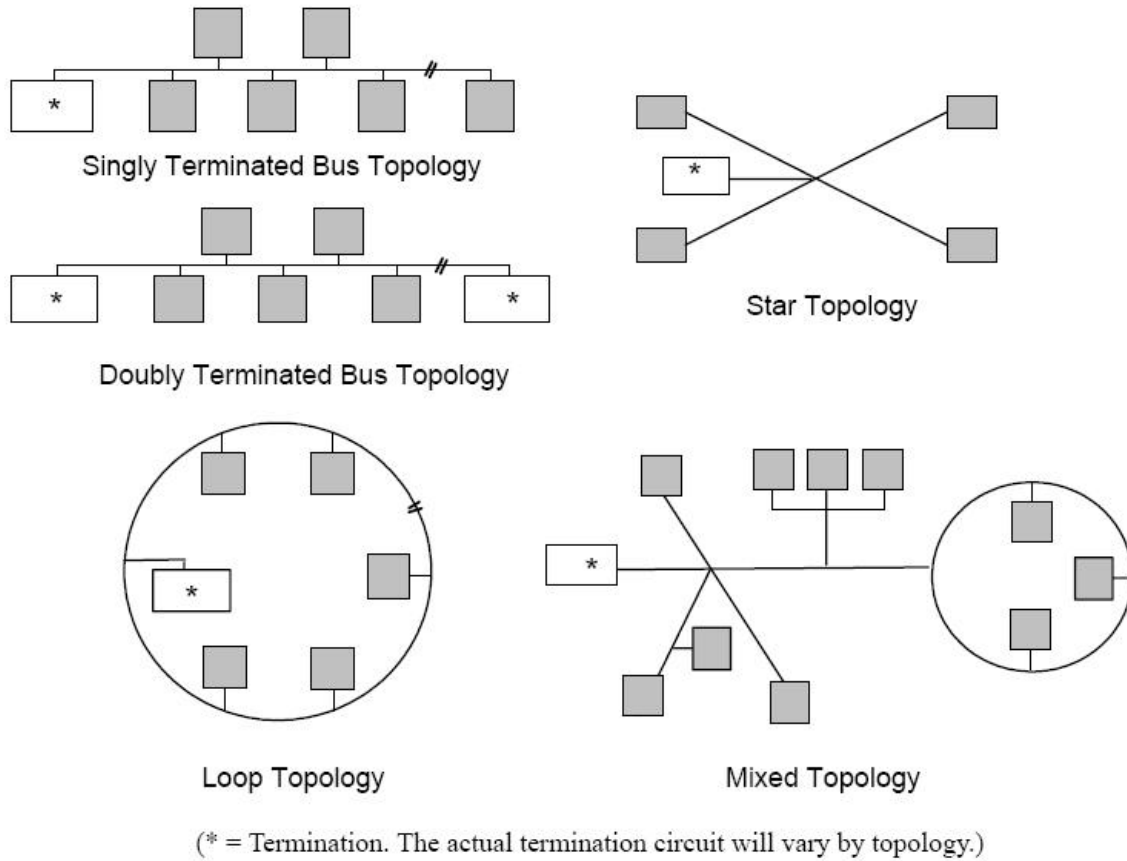 *
Singly Terminated Bus Topology
*
Star Topology
* *
Doubly Terminated Bus Topology
*
Loop Topology
*
Mixed Topology
(* = Termination. The actual termination circuit will vary by topology.)